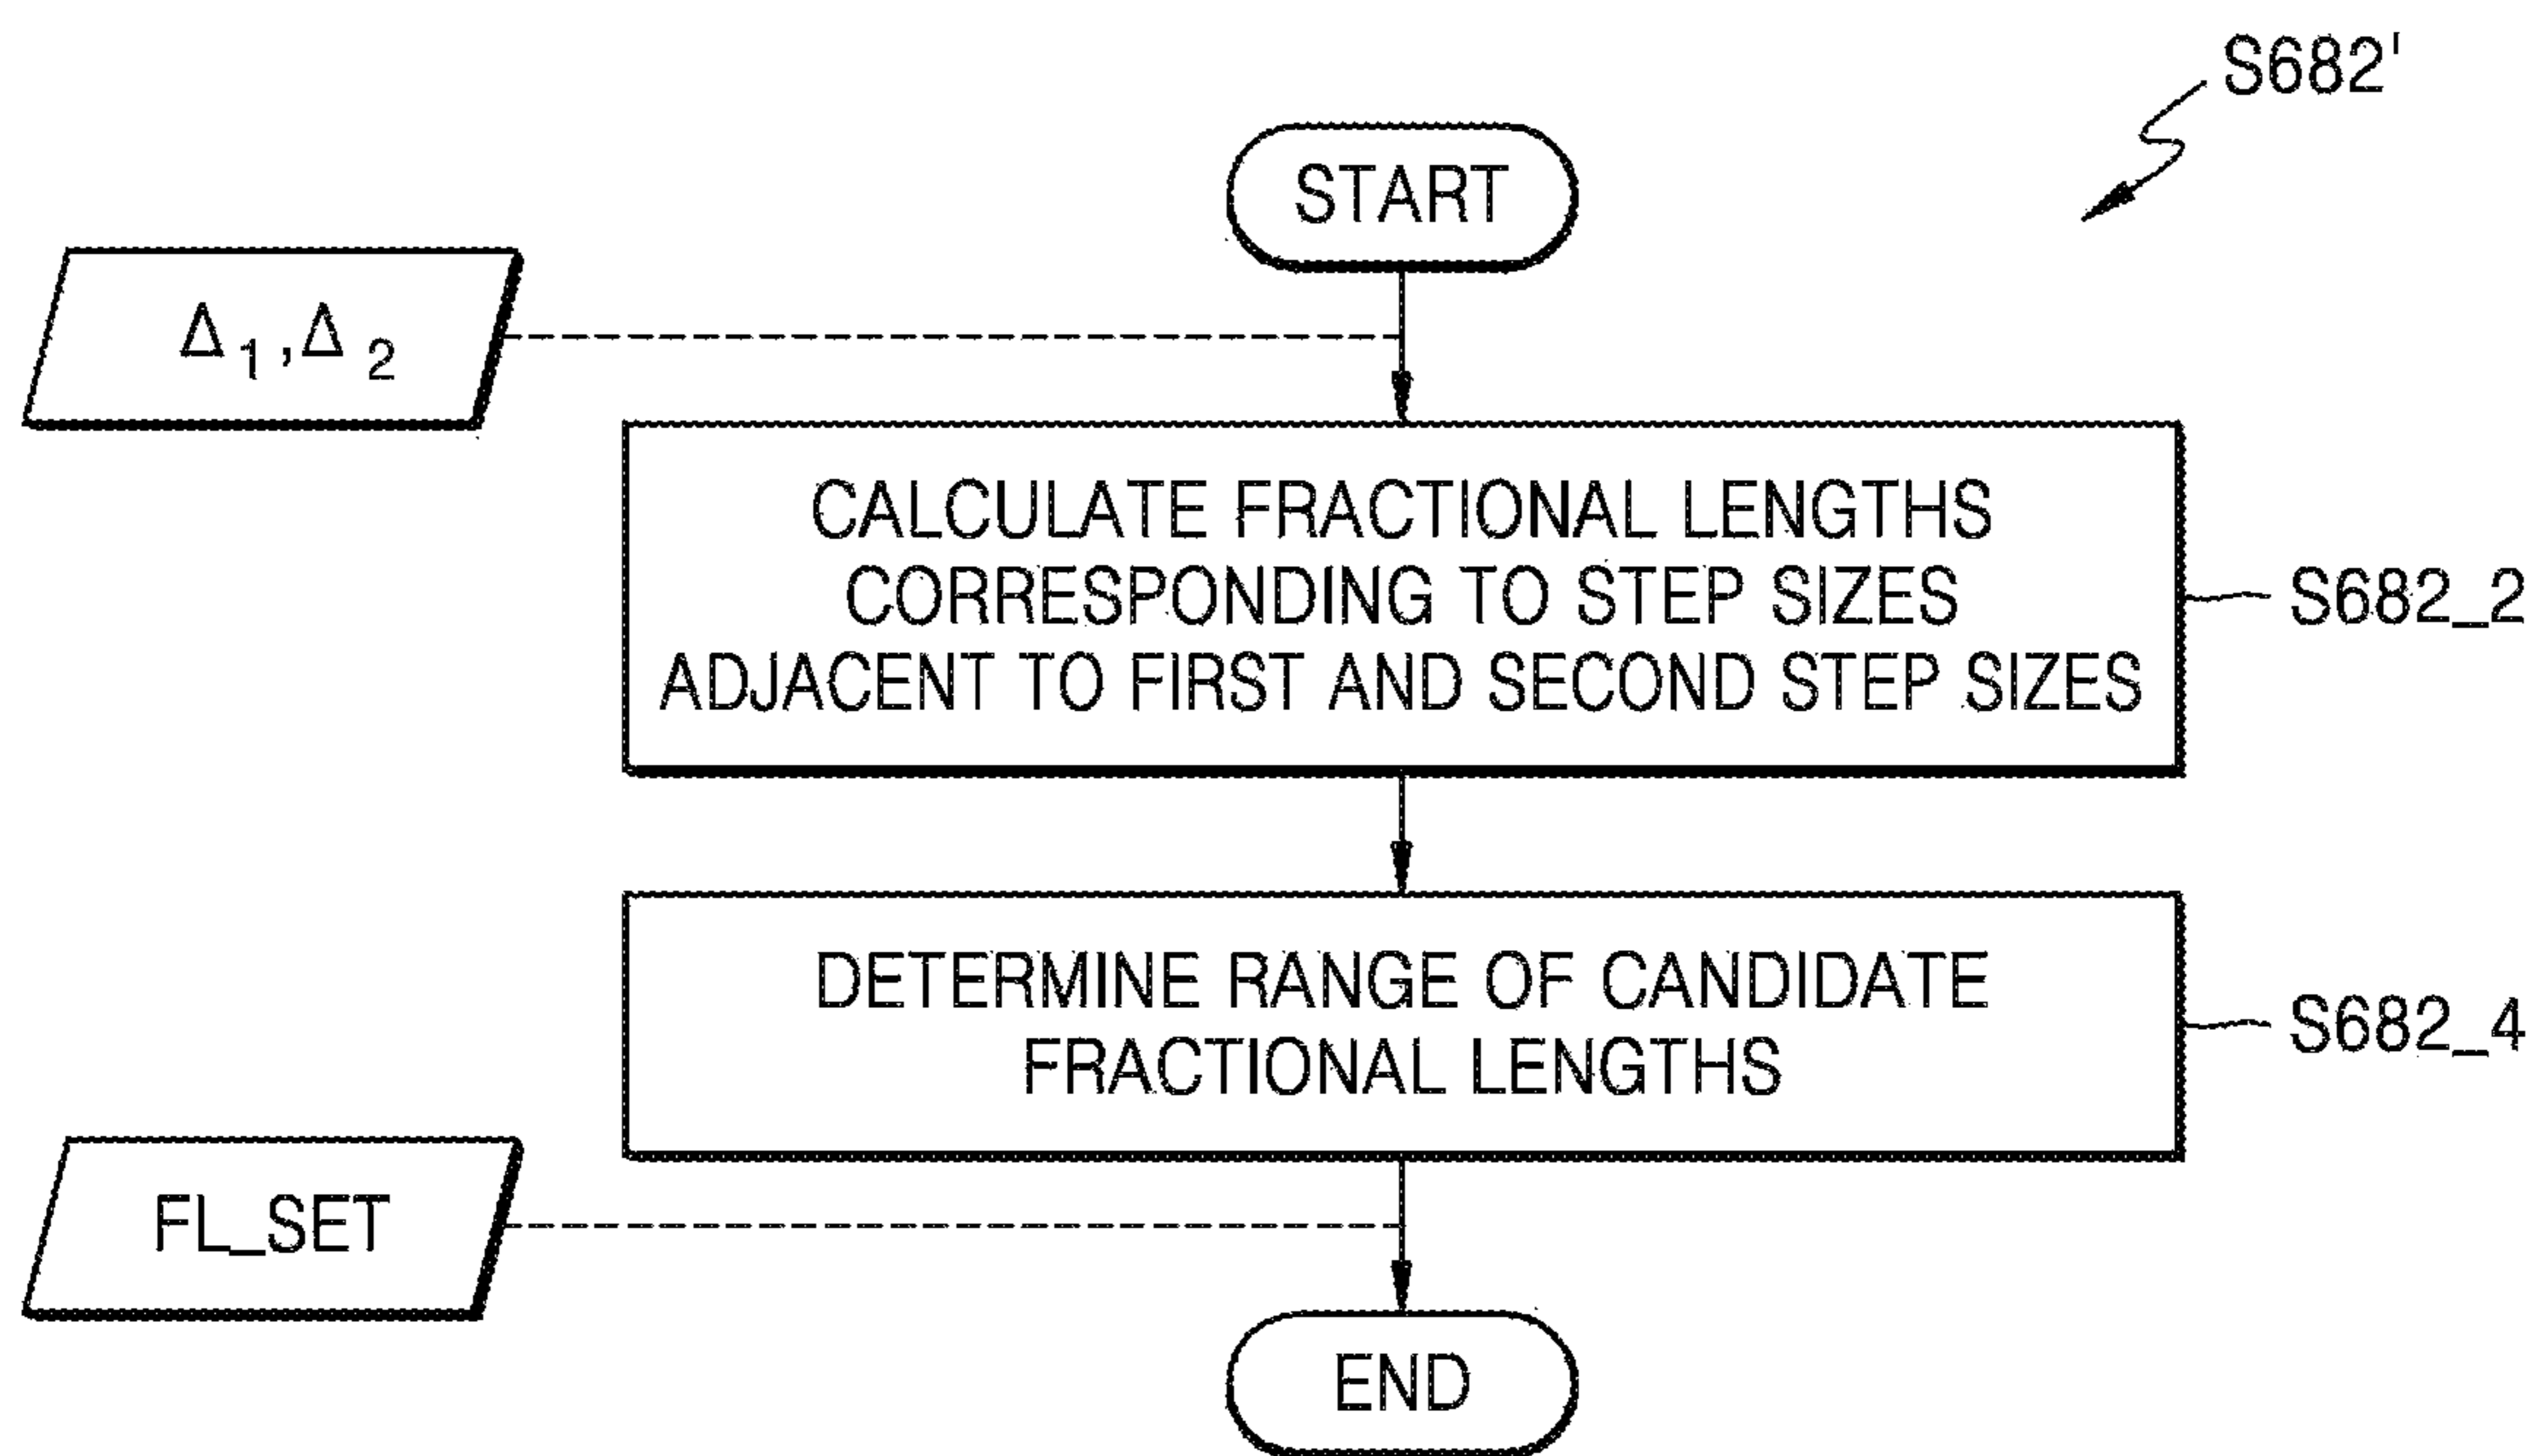 S682'
START
Δ1,Δ2
CALCULATE FRACTIONAL LENGTHS
CORRESPONDING TO STEP SIZES
ADJACENT TO FIRST AND SECOND STEP SIZES
S682_2
DETERMINE RANGE OF CANDIDATE
FRACTIONAL LENGTHS
S682_4
FL_SET
END